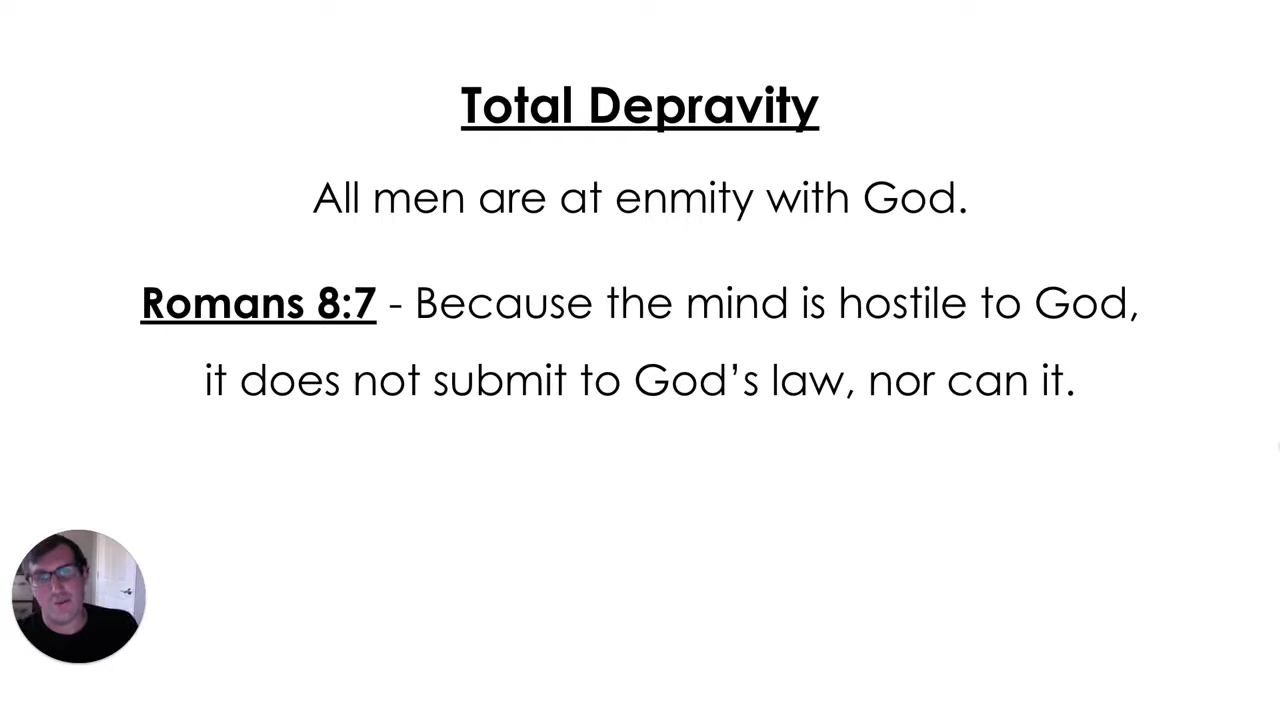 Total Depravity
All men are at enmity with God.
Romans 8:7 - Because the mind is hostile to God,
it does not submit to God’s law, nor can it.